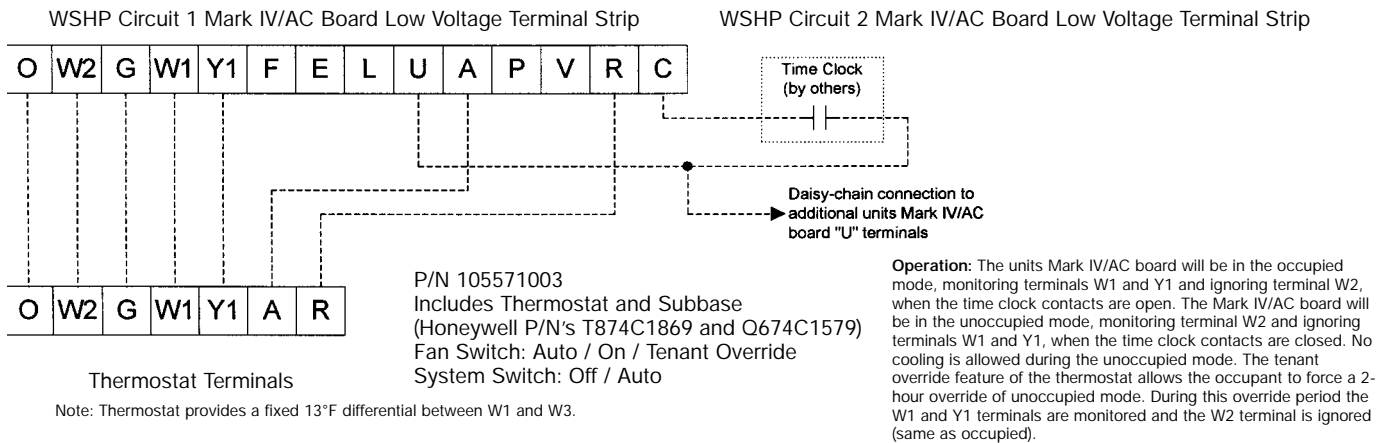 WSHP Circuit 1 Mark IV/AC Board Low Voltage Terminal Strip
WSHP Circuit 2 Mark IV/AC Board Low Voltage Terminal Strip
O W2 G W1 Y1 F E L U A P V R C
Time Clock
(by others)
Daisy-chain connection to
additional units Mark IV/AC
board "U" terminals
O W2 G W1 Y1 A R
Thermostat Terminals
Note: Thermostat provides a fixed 13°F differential between W1 and W3.
P/N 105571003
Includes Thermostat and Subbase
(Honeywell P/N's T874C1869 and Q674C1579)
Fan Switch: Auto / On / Tenant Override
System Switch: Off / Auto
Operation: The units Mark IV/AC board will be in the occupied
mode, monitoring terminals W1 and Y1 and ignoring terminal W2,
when the time clock contacts are open. The Mark IV/AC board will
be in the unoccupied mode, monitoring terminal W2 and ignoring
terminals W1 and Y1, when the time clock contacts are closed. No
cooling is allowed during the unoccupied mode. The tenant
override feature of the thermostat allows the occupant to force a 2-
hour override of unoccupied mode. During this override period the
W1 and Y1 terminals are monitored and the W2 terminal is ignored
(same as occupied).